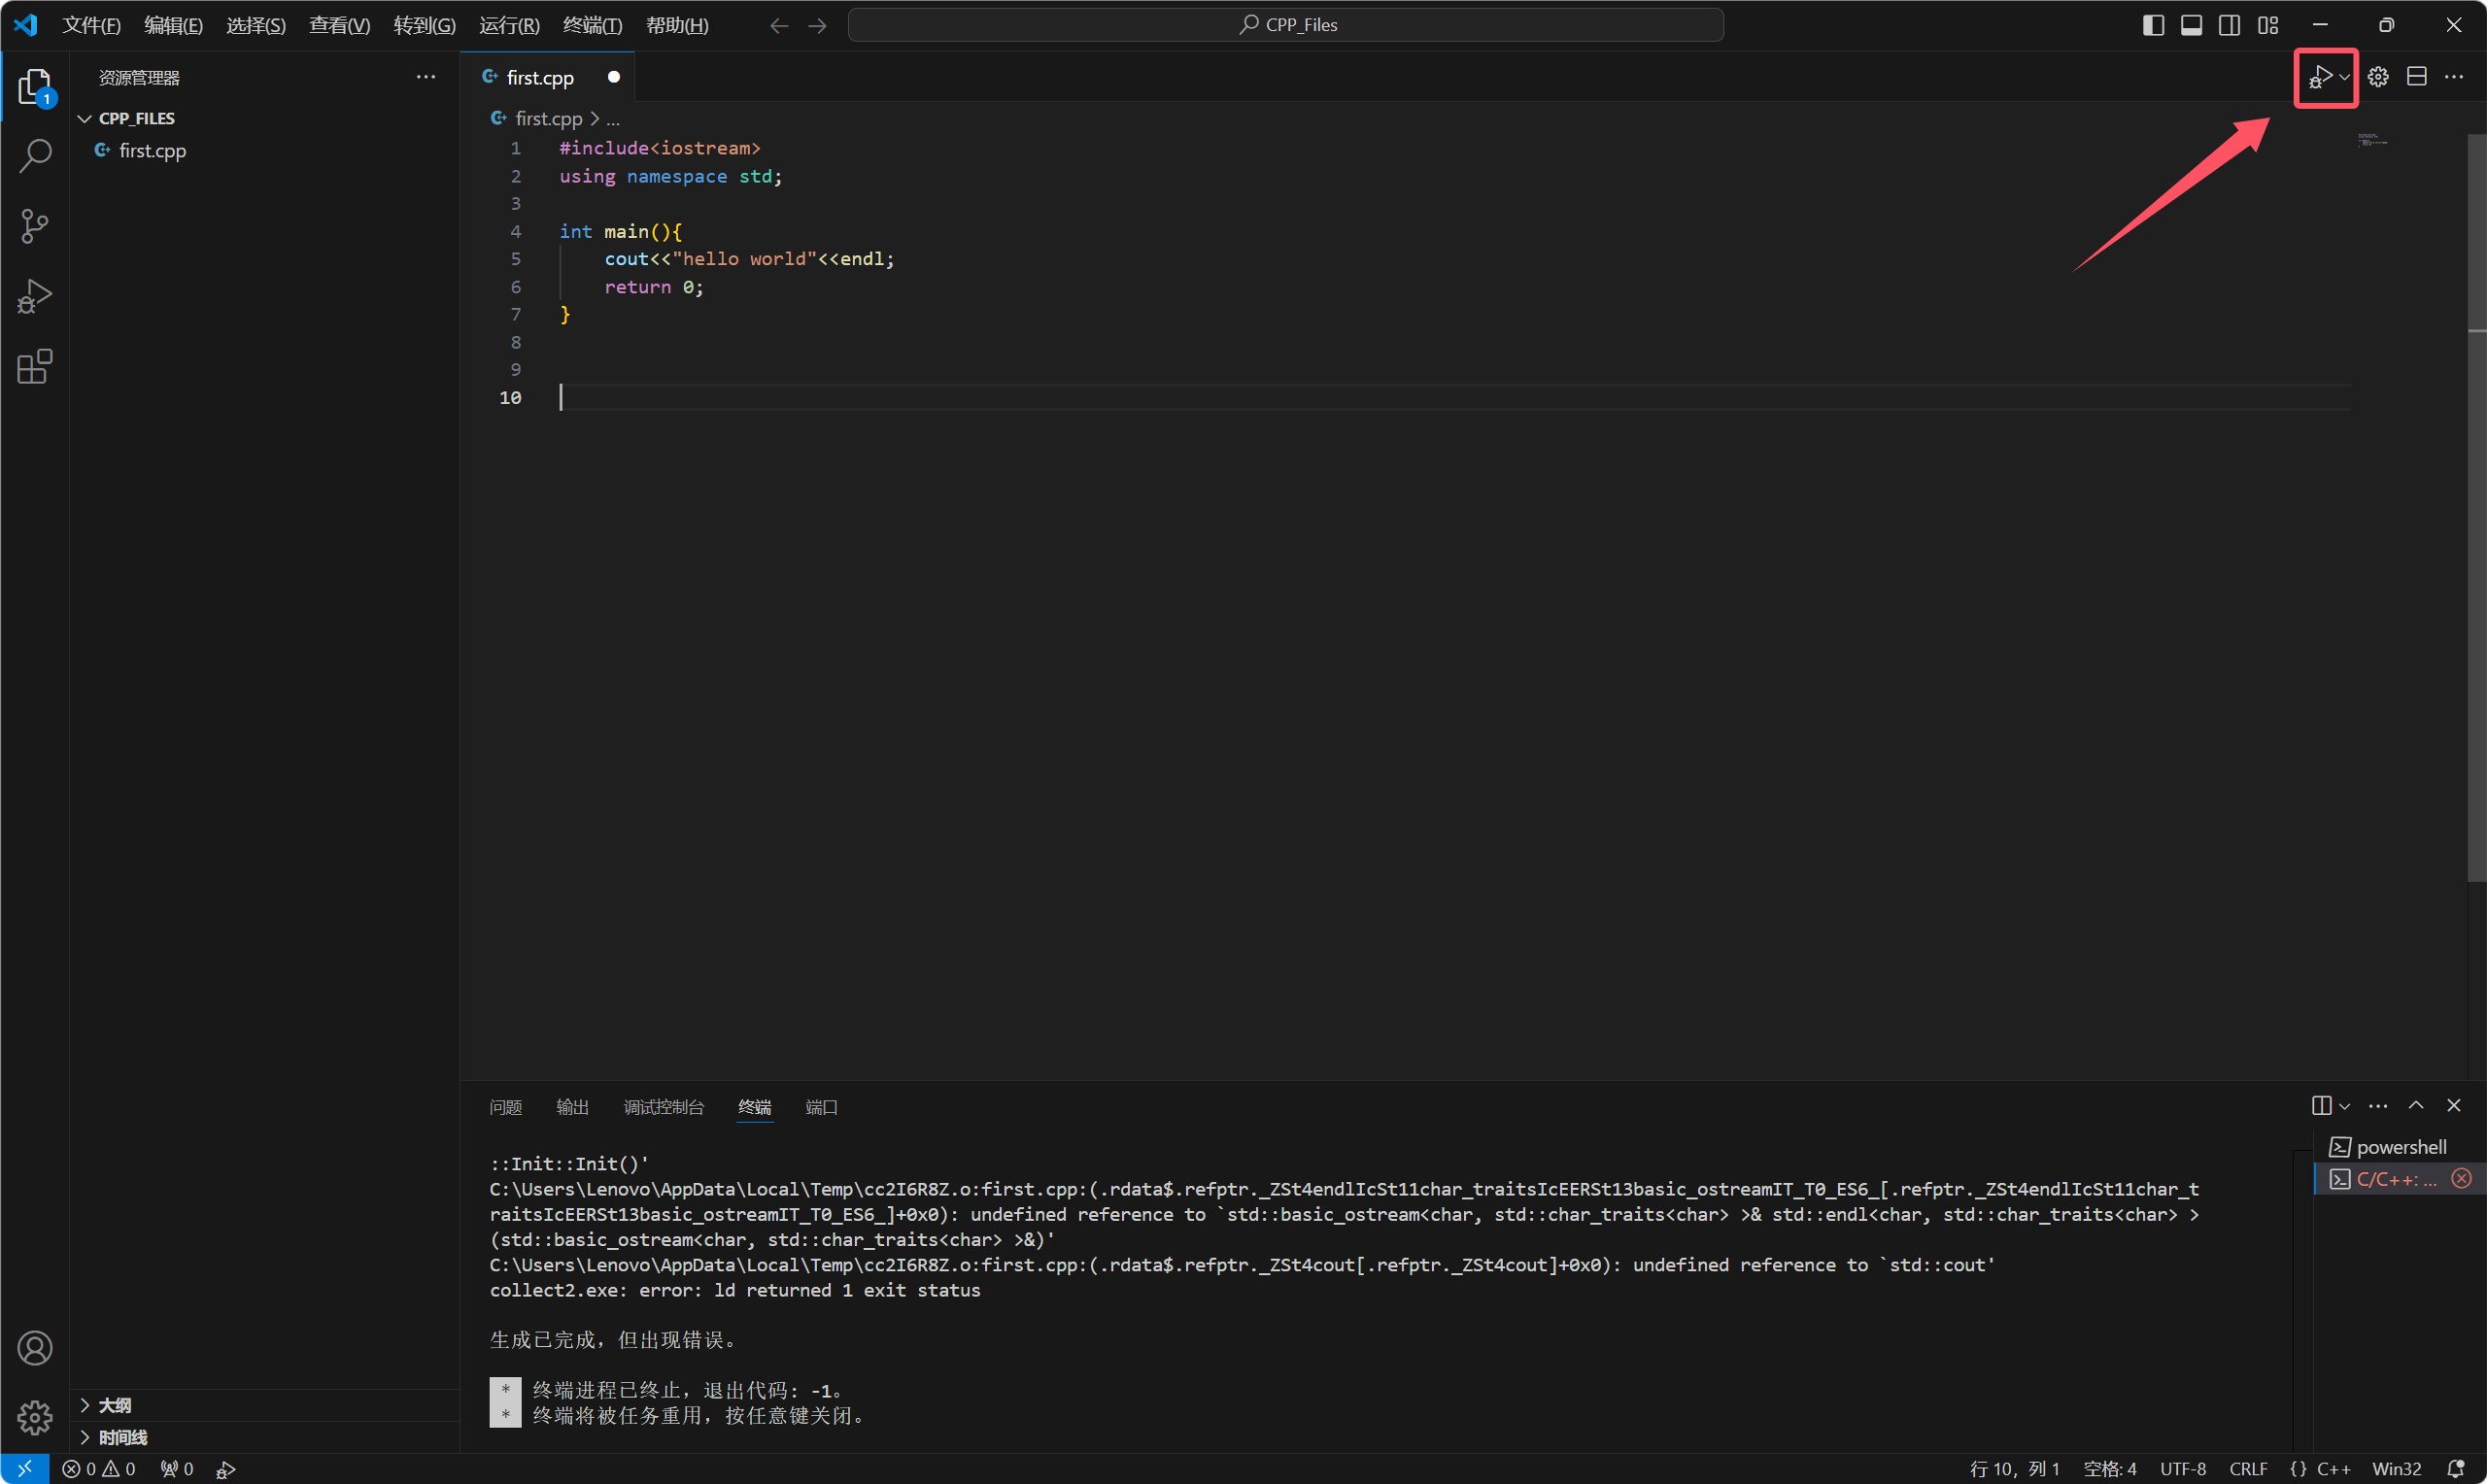 文件(F) 编辑(E) 选择(S) 查看(V) 转到(G) 运行(R) 终端(T) 帮助(H) CPP_Files
资源管理器
first.cpp
1
CPP_FILES
first.cpp
first.cpp > ...
1 #include<iostream>
2 using namespace std;
3
4 int main(){
5 cout<<"hello world"<<endl;
6 return 0;
7 }
8
9
10
问题 输出 调试控制台 终端 端口
powershell
C/C++: ...
::Init::Init()'
C:\Users\Lenovo\AppData\Local\Temp\cc2I6R8Z.o:first.cpp:(.rdata$.refptr._ZSt4endlIcSt11char_traitsIcEERSt13basic_ostreamIT_T0_ES6_[.refptr._ZSt4endlIcSt11char_t
raitsIcEERSt13basic_ostreamIT_T0_ES6_]+0x0): undefined reference to `std::basic_ostream<char, std::char_traits<char> >& std::endl<char, std::char_traits<char> >
(std::basic_ostream<char, std::char_traits<char> >&)'
C:\Users\Lenovo\AppData\Local\Temp\cc2I6R8Z.o:first.cpp:(.rdata$.refptr._ZSt4cout[.refptr._ZSt4cout]+0x0): undefined reference to `std::cout'
collect2.exe: error: ld returned 1 exit status
生成已完成，但出现错误。
* 终端进程已终止，退出代码: -1。
* 终端将被任务重用，按任意键关闭。
大纲
时间线
0 0 0 行 10，列 1 空格: 4 UTF-8 CRLF {} C++ Win32